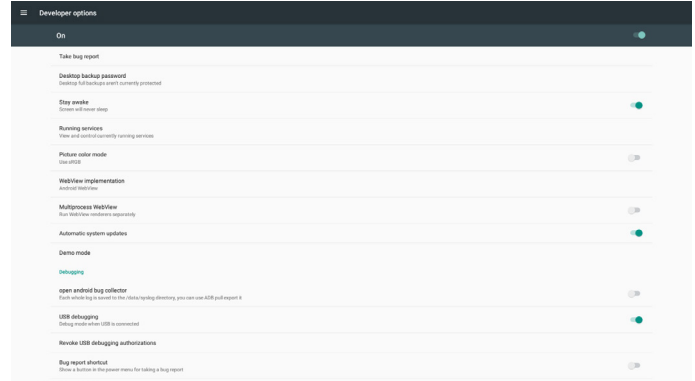 Developer options
On
Take bug report
Desktop backup password
Desktop full backups aren't currently protected
Stay awake
Screen will never sleep
Running services
View and control currently running services
Picture color mode
Use sRGB
WebView implementation
Android WebView
Multiprocess WebView
Run WebView renderers separately
Automatic system updates
Demo mode
Debugging
open android bug collector
Each whole log is saved to the /data/syslog directory, you can use ADB pull export it
USB debugging
Debug mode when USB is connected
Revoke USB debugging authorizations
Bug report shortcut
Show a button in the power menu for taking a bug report